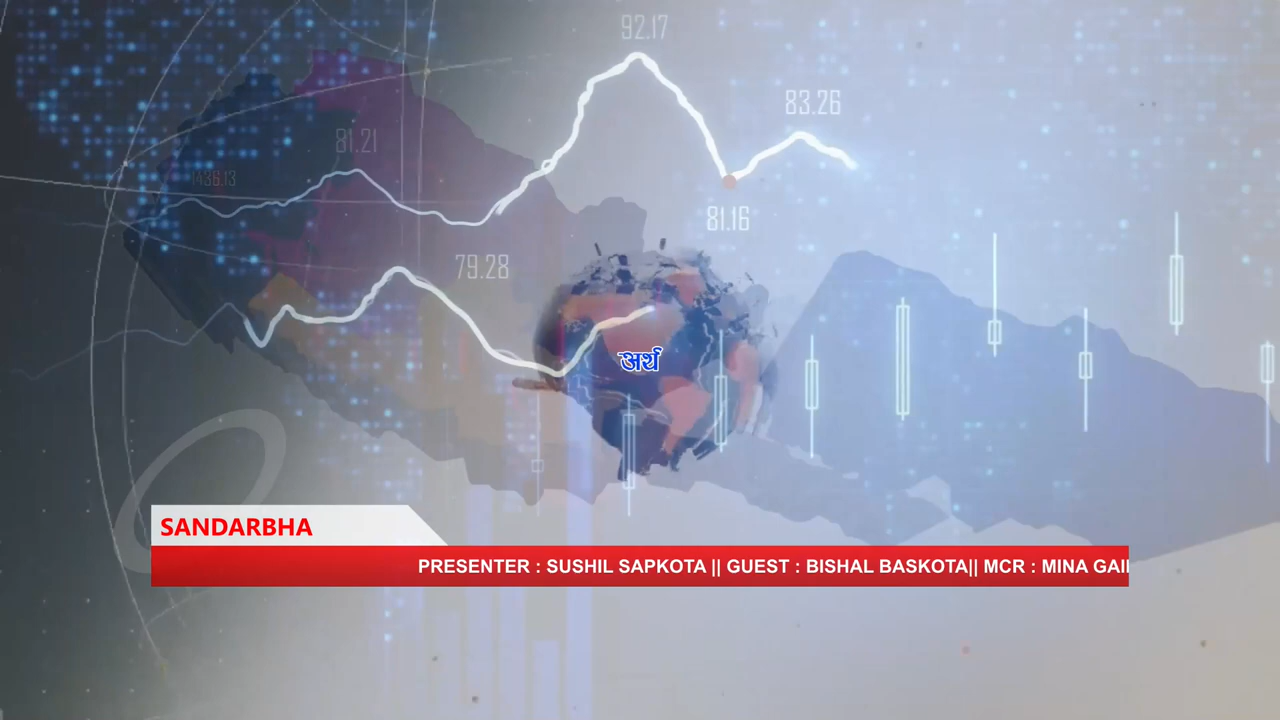 92.17
83.26
81.21
1436.13
81.16
79.28
अर्थ
SANDARBHA
PRESENTER : SUSHIL SAPKOTA || GUEST : BISHAL BASKOTA|| MCR : MINA